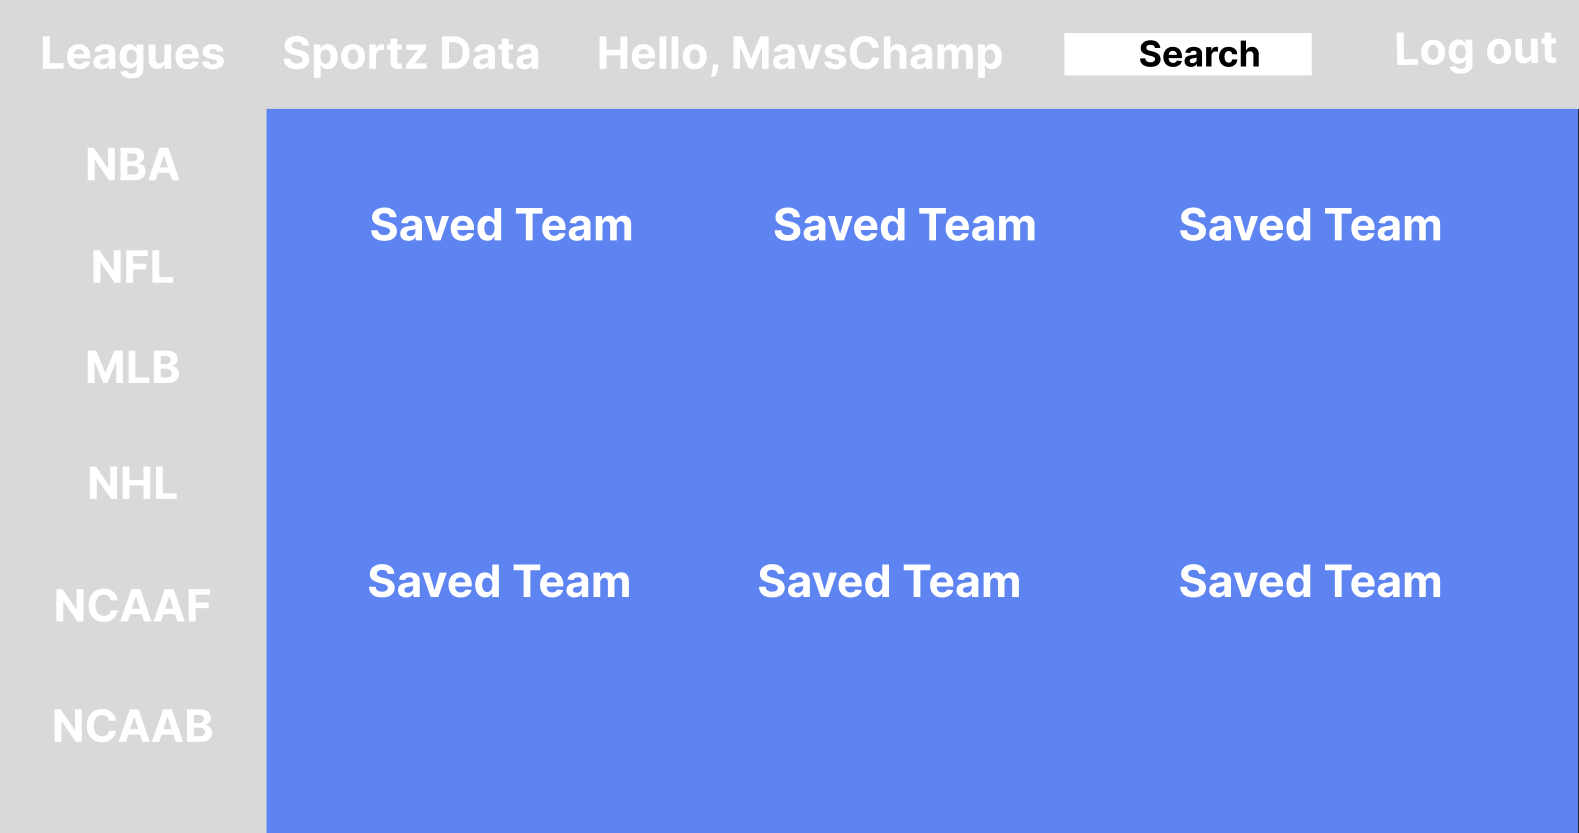 Leagues
Sportz Data
Hello, MavsChamp
Search
Log out
NBA
NFL
MLB
NHL
NCAAF
NCAAB
Saved Team
Saved Team
Saved Team
Saved Team
Saved Team
Saved Team